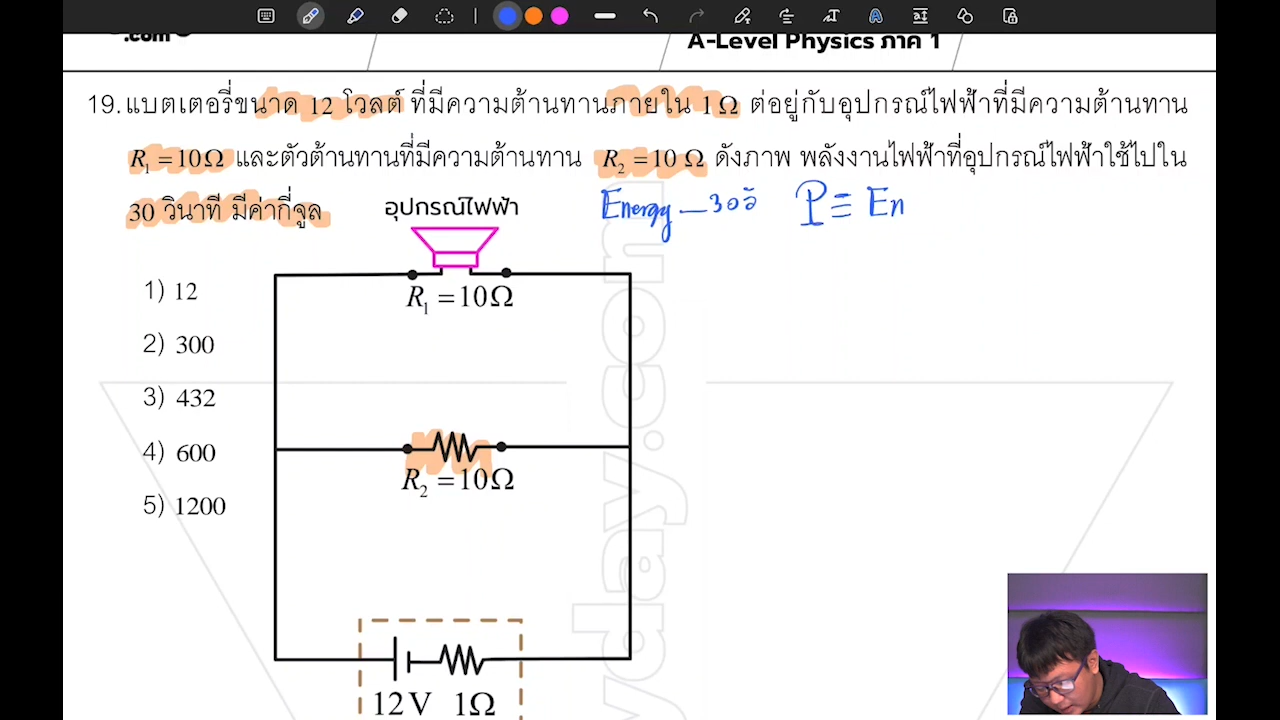 .com
A-Level Physics ภาค 1
19. แบตเตอรี่ขนาด 12 โวลต์ ที่มีความต้านทานภายใน 1 Ω ต่ออยู่กับอุปกรณ์ไฟฟ้าที่มีความต้านทาน
R₁ = 10 Ω และตัวต้านทานที่มีความต้านทาน R₂ = 10 Ω ดังภาพ พลังงานไฟฟ้าที่อุปกรณ์ไฟฟ้าใช้ไปใน
30 วินาที มีค่ากี่จูล
อุปกรณ์ไฟฟ้า
Energy – 30วิ P ≡ En
R₁ = 10 Ω
1) 12
2) 300
3) 432
4) 600
5) 1200
R₂ = 10 Ω
12 V 1 Ω
yday.com